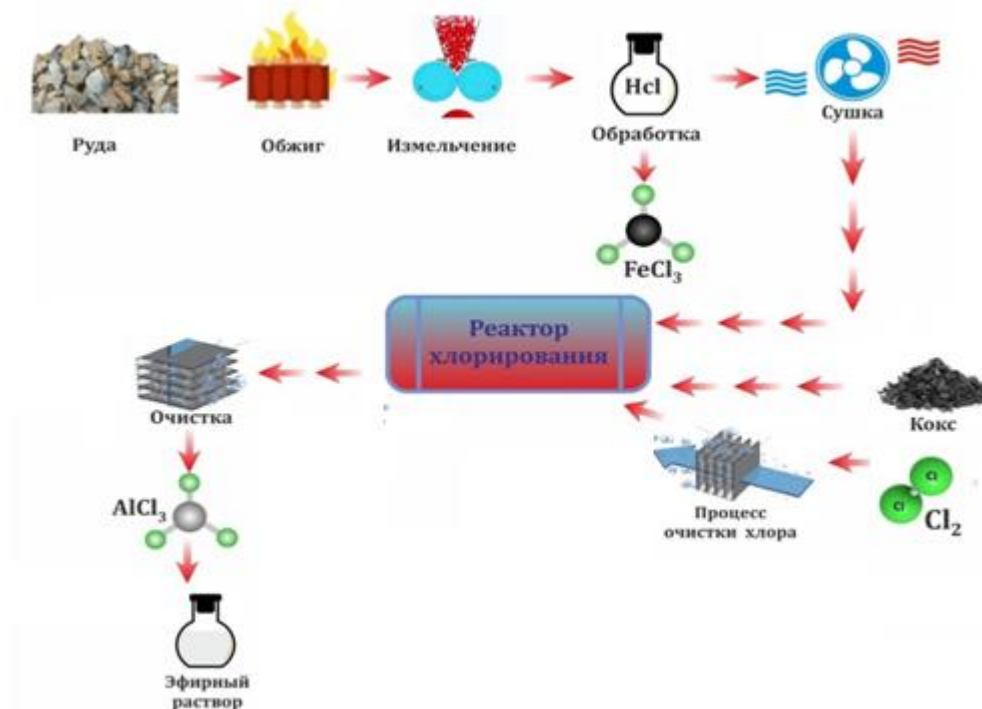 Hcl
Руда
Обжиг
Измельчение
Обработка
Сушка
FeCl₃
Реактор
хлорирования
Очистка
Кокс
AlCl₃
Процесс
очистки хлора
Cl
Cl
Cl₂
Эфирный
раствор